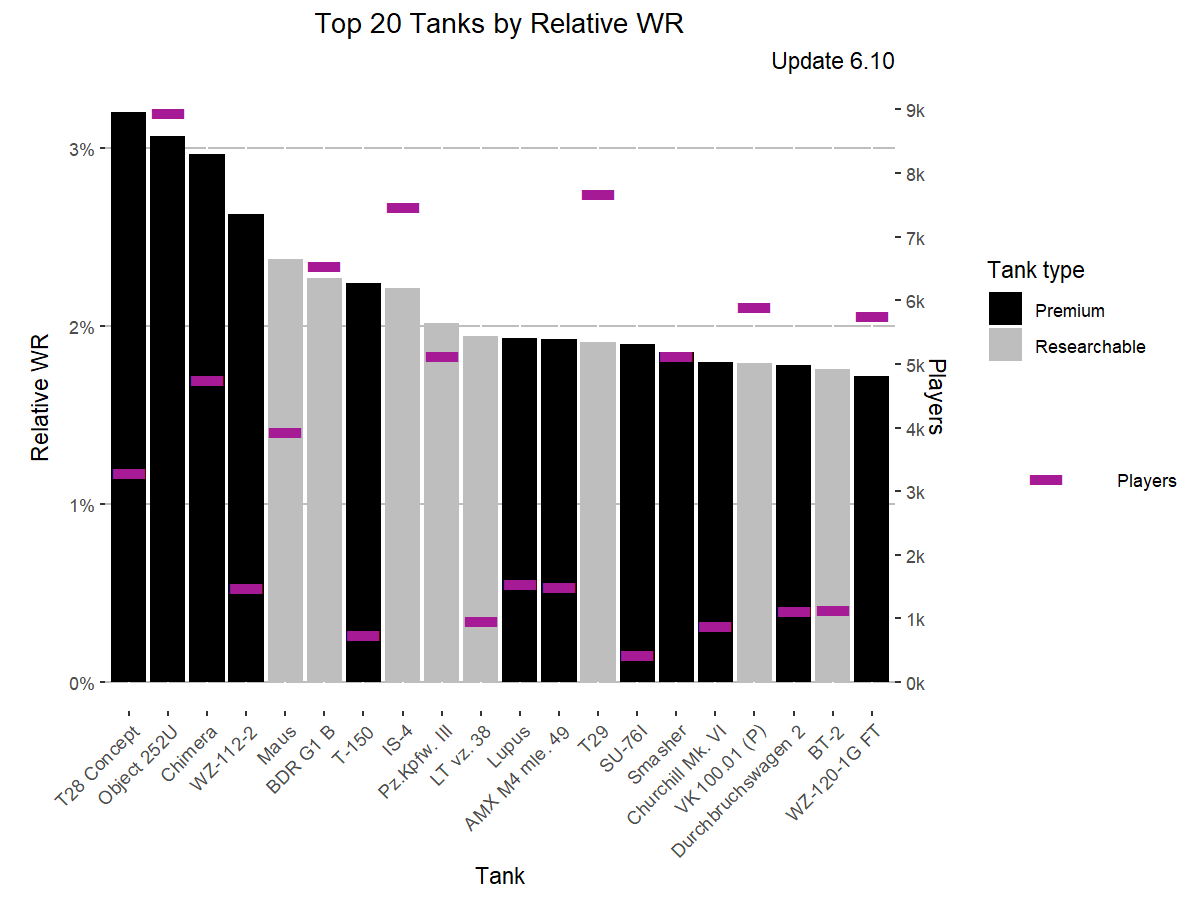 Top 20 Tanks by Relative WR
Update 6.10
Relative WR
3%
2%
1%
0%
9k
8k
7k
6k
5k
4k
3k
2k
1k
0k
Players
T28 Concept
Object 252U
Chimera
WZ-112-2
Maus
BDR G1 B
T-150
IS-4
Pz.Kpfw. III
LT vz. 38
Lupus
AMX M4 mle. 49
T29
SU-76I
Smasher
Churchill Mk. VI
VK 100.01 (P)
Durchbruchswagen 2
BT-2
WZ-120-1G FT
Tank
Tank type
Premium
Researchable
Players